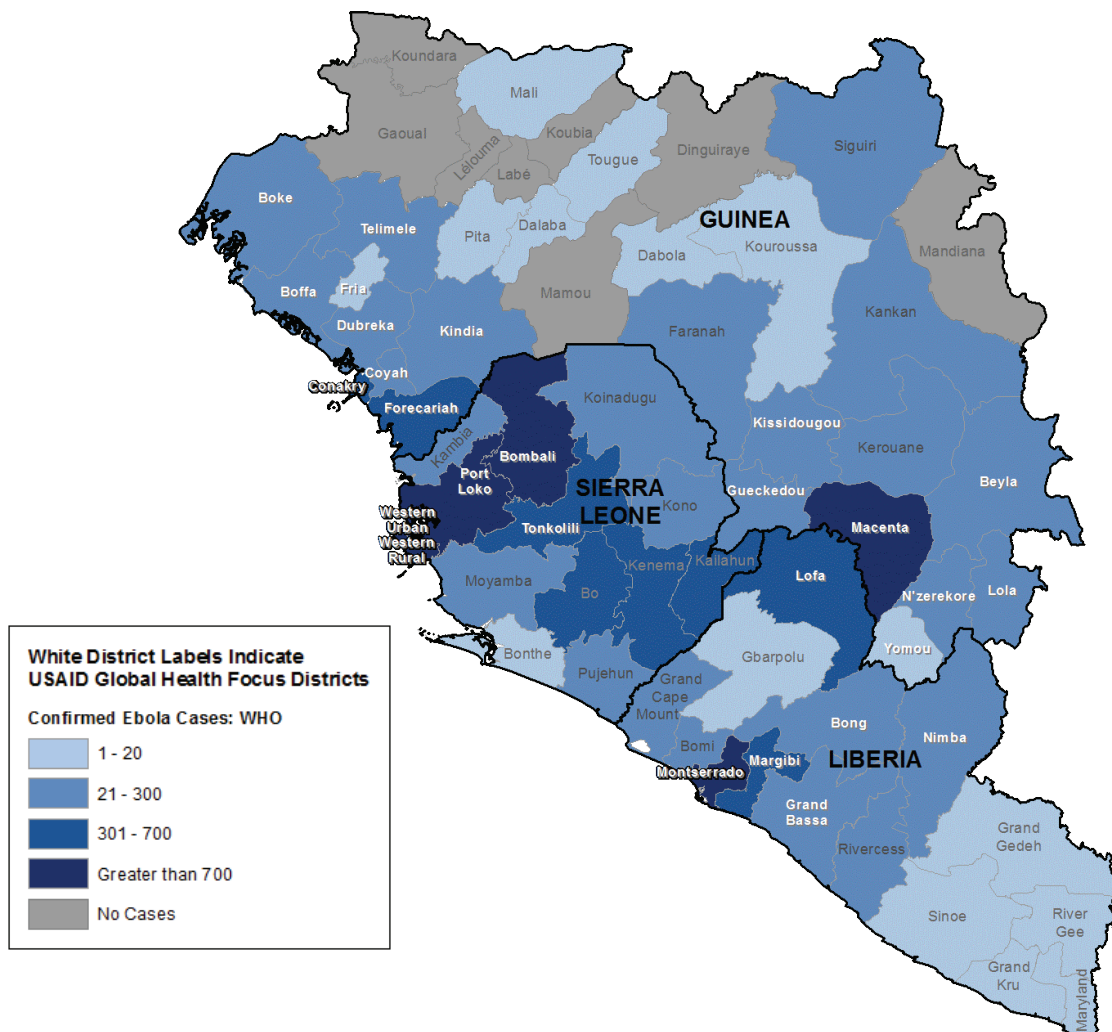 Koundara
Mali
Gaoual
Koubia
Lélouma
Labé
Tougue
Dinguiraye
Siguiri
Boke
Telimele
Pita
Dalaba
GUINEA
Kouroussa
Dabola
Mandiana
Fria
Boffa
Mamou
Kankan
Dubreka
Kindia
Faranah
Coyah
Conakry
Forecariah
Koinadugu
Kissidougou
Kerouane
Kambia
Bombali
Port
Loko
Beyla
SIERRA
LEONE
Kono
Gueckedou
Macenta
Western
Urban
Western
Rural
Tonkolili
Kenema
Kailahun
Lofa
Moyamba
Bo
N'zerekore
Lola
Yomou
Bonthe
Pujehun
Gbarpolu
Grand
Cape
Mount
Bong
Nimba
Bomi
Margibi
LIBERIA
Montserrado
Grand
Bassa
Rivercess
Grand
Gedeh
Sinoe
River
Gee
Grand
Kru
Maryland
White District Labels Indicate
USAID Global Health Focus Districts
Confirmed Ebola Cases: WHO
1 - 20
21 - 300
301 - 700
Greater than 700
No Cases